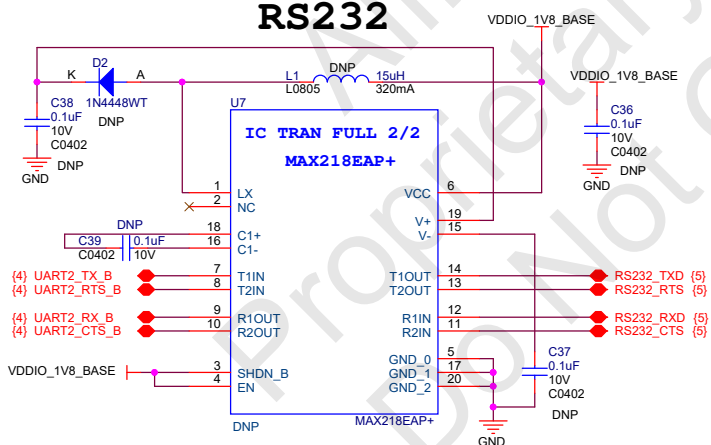 RS232
VDDIO_1V8_BASE
K
D2
A
1N4448WT
DNP
C38
0.1uF
10V
C0402
DNP
GND
L1
L0805
DNP
15uH
320mA
VDDIO_1V8_BASE
C36
0.1uF
10V
C0402
DNP
GND
U7
IC TRAN FULL 2/2
MAX218EAP+
1 LX
2 NC
18 C1+
16 C1-
7 T1IN
8 T2IN
9 R1OUT
10 R2OUT
3 SHDN_B
4 EN
VCC 6
V+ 19
V- 15
T1OUT 14
T2OUT 13
R1IN 12
R2IN 11
GND_0 5
GND_1 17
GND_2 20
DNP
MAX218EAP+
DNP
C39
0.1uF
C0402
10V
{4} UART2_TX_B
{4} UART2_RTS_B
{4} UART2_RX_B
{4} UART2_CTS_B
VDDIO_1V8_BASE
RS232_TXD {5}
RS232_RTS {5}
RS232_RXD {5}
RS232_CTS {5}
C37
0.1uF
10V
C0402
DNP
GND
Proprietary
Do Not